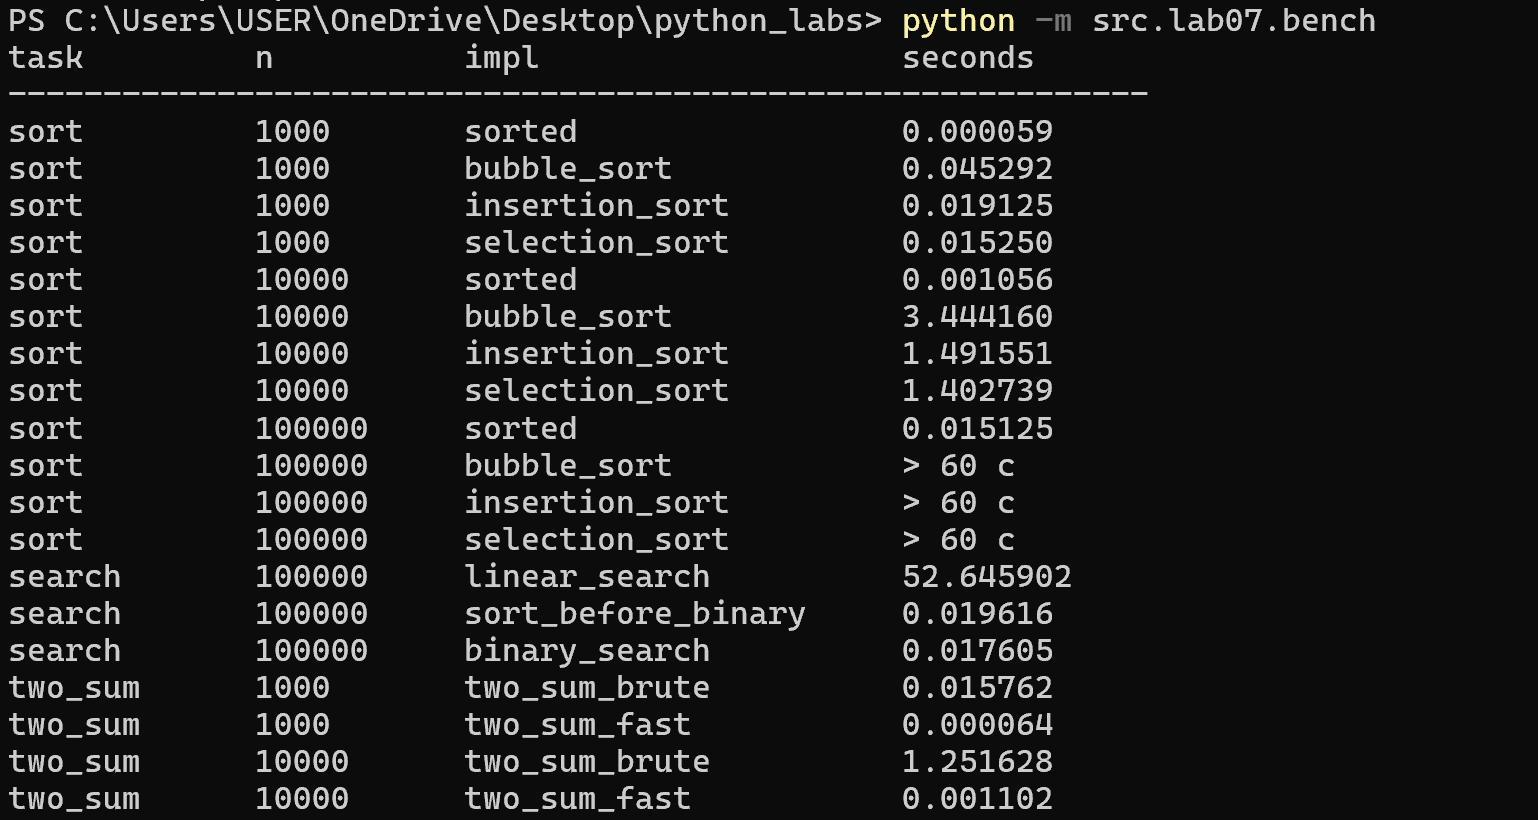 PS C:\Users\USER\OneDrive\Desktop\python_labs> python -m src.lab07.bench
task n impl seconds
------------------------------------------------------------
sort 1000 sorted 0.000059
sort 1000 bubble_sort 0.045292
sort 1000 insertion_sort 0.019125
sort 1000 selection_sort 0.015250
sort 10000 sorted 0.001056
sort 10000 bubble_sort 3.444160
sort 10000 insertion_sort 1.491551
sort 10000 selection_sort 1.402739
sort 100000 sorted 0.015125
sort 100000 bubble_sort > 60 c
sort 100000 insertion_sort > 60 c
sort 100000 selection_sort > 60 c
search 100000 linear_search 52.645902
search 100000 sort_before_binary 0.019616
search 100000 binary_search 0.017605
two_sum 1000 two_sum_brute 0.015762
two_sum 1000 two_sum_fast 0.000064
two_sum 10000 two_sum_brute 1.251628
two_sum 10000 two_sum_fast 0.001102